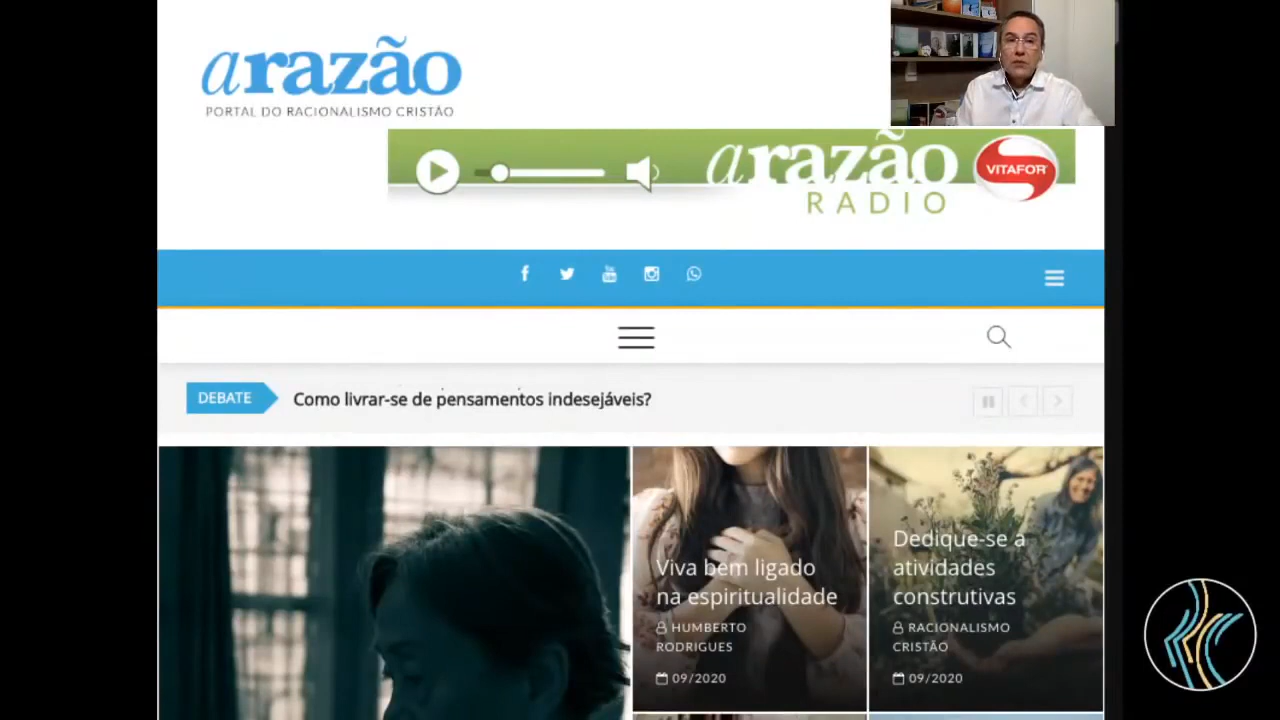 arazão
PORTAL DO RACIONALISMO CRISTÃO
arazão
RADIO
VITAFOR
DEBATE
Como livrar-se de pensamentos indesejáveis?
Viva bem ligado
na espiritualidade
HUMBERTO
RODRIGUES
09/2020
Dedique-se a
atividades
construtivas
RACIONALISMO
CRISTÃO
09/2020